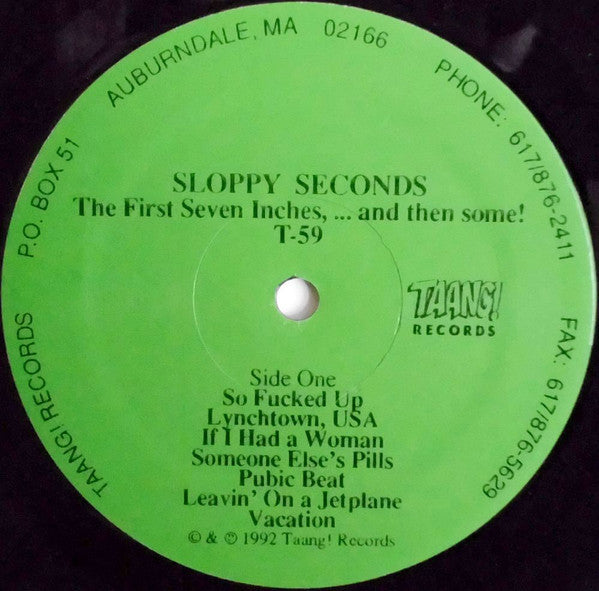 TAANG! RECORDS P.O. BOX 51 AUBURNDALE, MA 02166 PHONE: 617/876-2411 FAX: 617/876-5629
SLOPPY SECONDS
The First Seven Inches, ... and then some!
T-59
TAANG!
RECORDS
Side One
So Fucked Up
Lynchtown, USA
If I Had a Woman
Someone Else's Pills
Pubic Beat
Leavin' On a Jetplane
Vacation
© & ℗ 1992 Taang! Records